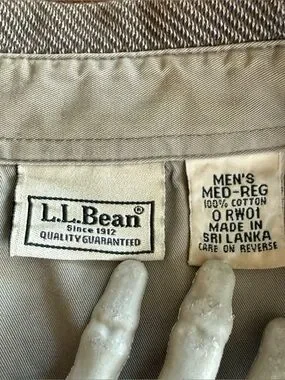 L.L.Bean®
Since 1912
QUALITY GUARANTEED
MEN'S
MED-REG
100% COTTON
0 RW01
MADE IN
SRI LANKA
CARE ON REVERSE